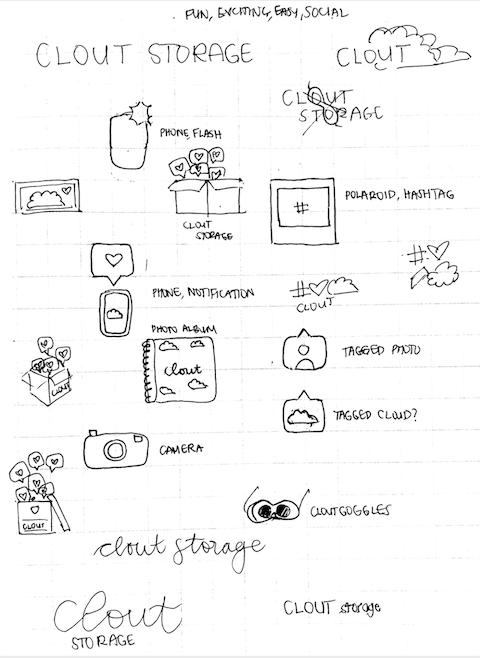 FUN, EXCITING, EASY, SOCIAL
CLOUT STORAGE
CLOUT
CLOUT
STORAGE
PHONE, FLASH
CLOUT
STORAGE
POLAROID, HASHTAG
#
#
PHONE, NOTIFICATION
#
CLOUT
PHOTO ALBUM
clout
TAGGED PHOTO
CLOUT
TAGGED CLOUD?
CAMERA
CLOUT
CLOUTGOGGLES
clout storage
clout
STORAGE
CLOUT storage